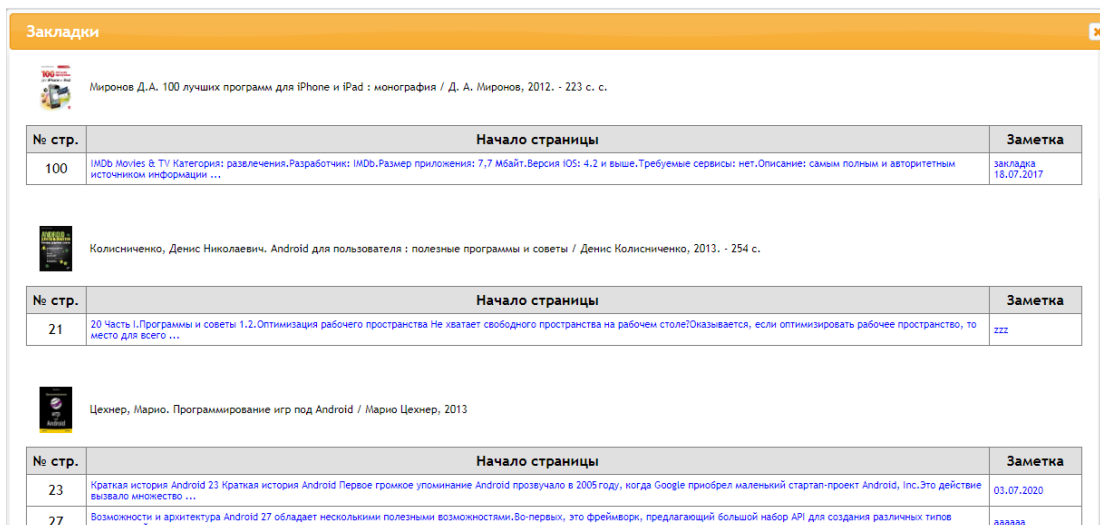 Закладки
100
Миронов Д.А. 100 лучших программ для iPhone и iPad : монография / Д. А. Миронов, 2012. - 223 с. с.
№ стр. Начало страницы Заметка
100 IMDb Movies & TV Категория: развлечения.Разработчик: IMDb.Размер приложения: 7,7 Мбайт.Версия iOS: 4.2 и выше.Требуемые сервисы: нет.Описание: самым полным и авторитетным закладка
источником информации ... 18.07.2017
ANDROID
Колисниченко, Денис Николаевич. Android для пользователя : полезные программы и советы / Денис Колисниченко, 2013. - 254 с.
№ стр. Начало страницы Заметка
21 20 Часть I.Программы и советы 1.2.Оптимизация рабочего пространства Не хватает свободного пространства на рабочем столе?Оказывается, если оптимизировать рабочее пространство, то zzz
место для всего ...
Цехнер, Марио. Программирование игр под Android / Марио Цехнер, 2013
Android
№ стр. Начало страницы Заметка
23 Краткая история Android 23 Краткая история Android Первое громкое упоминание Android прозвучало в 2005 году, когда Google приобрел маленький стартап-проект Android, Inc.Это действие 03.07.2020
вызвало множество ...
27 Возможности и архитектура Android 27 обладает несколькими полезными возможностями.Во-первых, это фреймворк, предлагающий большой набор API для создания различных типов aaaaaa